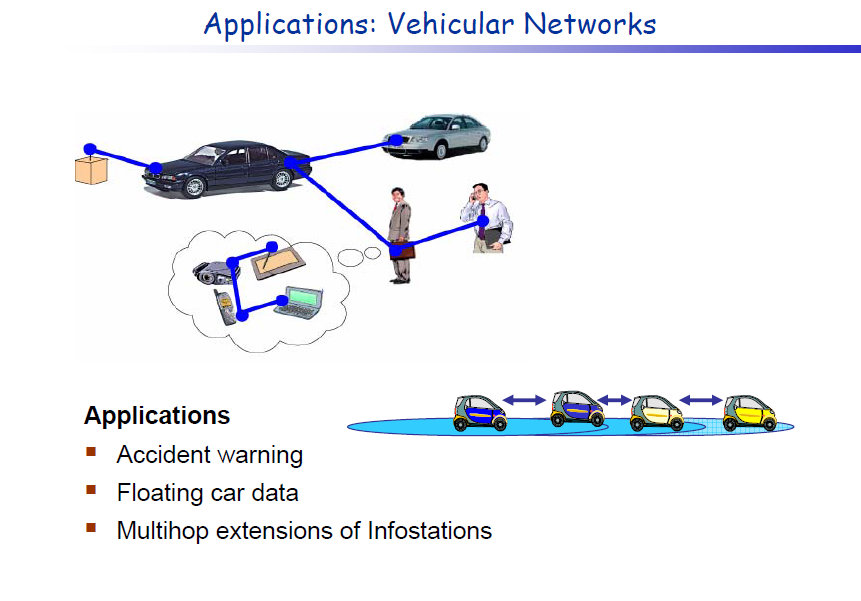 Applications: Vehicular Networks
Applications
Accident warning
Floating car data
Multihop extensions of Infostations